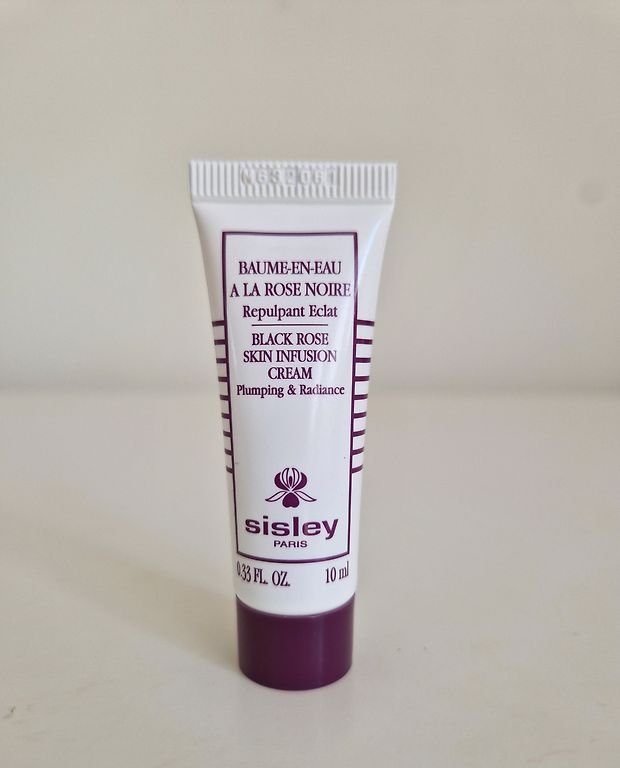 BAUME-EN-EAU
A LA ROSE NOIRE
Repulpant Eclat
BLACK ROSE
SKIN INFUSION
CREAM
Plumping & Radiance
sisley
PARIS
0.33 FL. OZ. 10 ml